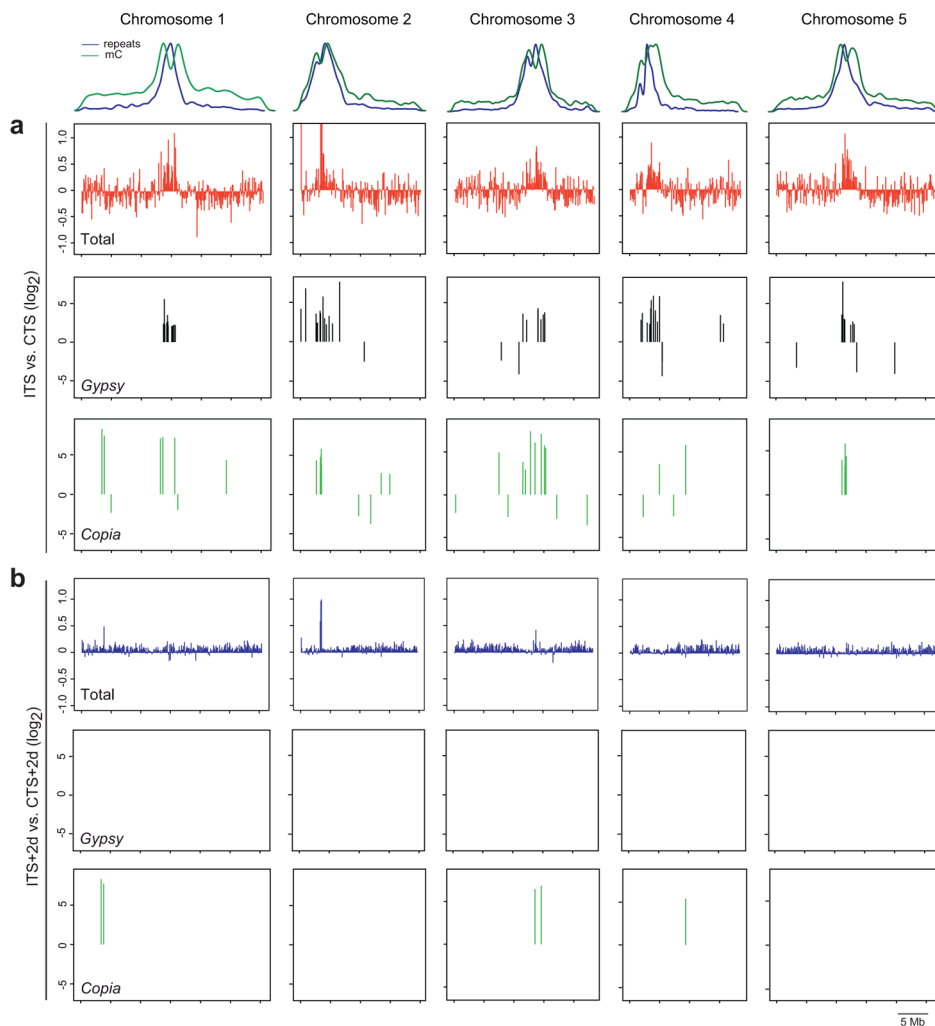 Chromosome 1 Chromosome 2 Chromosome 3 Chromosome 4 Chromosome 5
repeats
mC
a
ITS vs. CTS (log2)
1.0
0.5
0
-0.5
-1.0
Total
5
0
-5
Gypsy
5
0
-5
Copia
b
ITS+2d vs. CTS+2d (log2)
1.0
0.5
0
-0.5
-1.0
Total
5
0
-5
Gypsy
5
0
-5
Copia
5 Mb